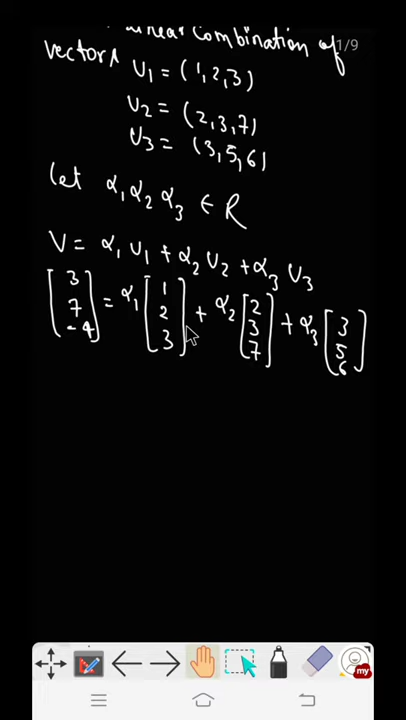 linear Combination of
1/9
vectors
U1 = (1,2,3)
U2 = (2,3,7)
U3 = (3,5,6)
let α1 α2 α3 ∈ R
V = α1 U1 + α2 U2 + α3 U3
[3 7 -4] = α1 [1 2 3] + α2 [2 3 7] + α3 [3 5 6]
my